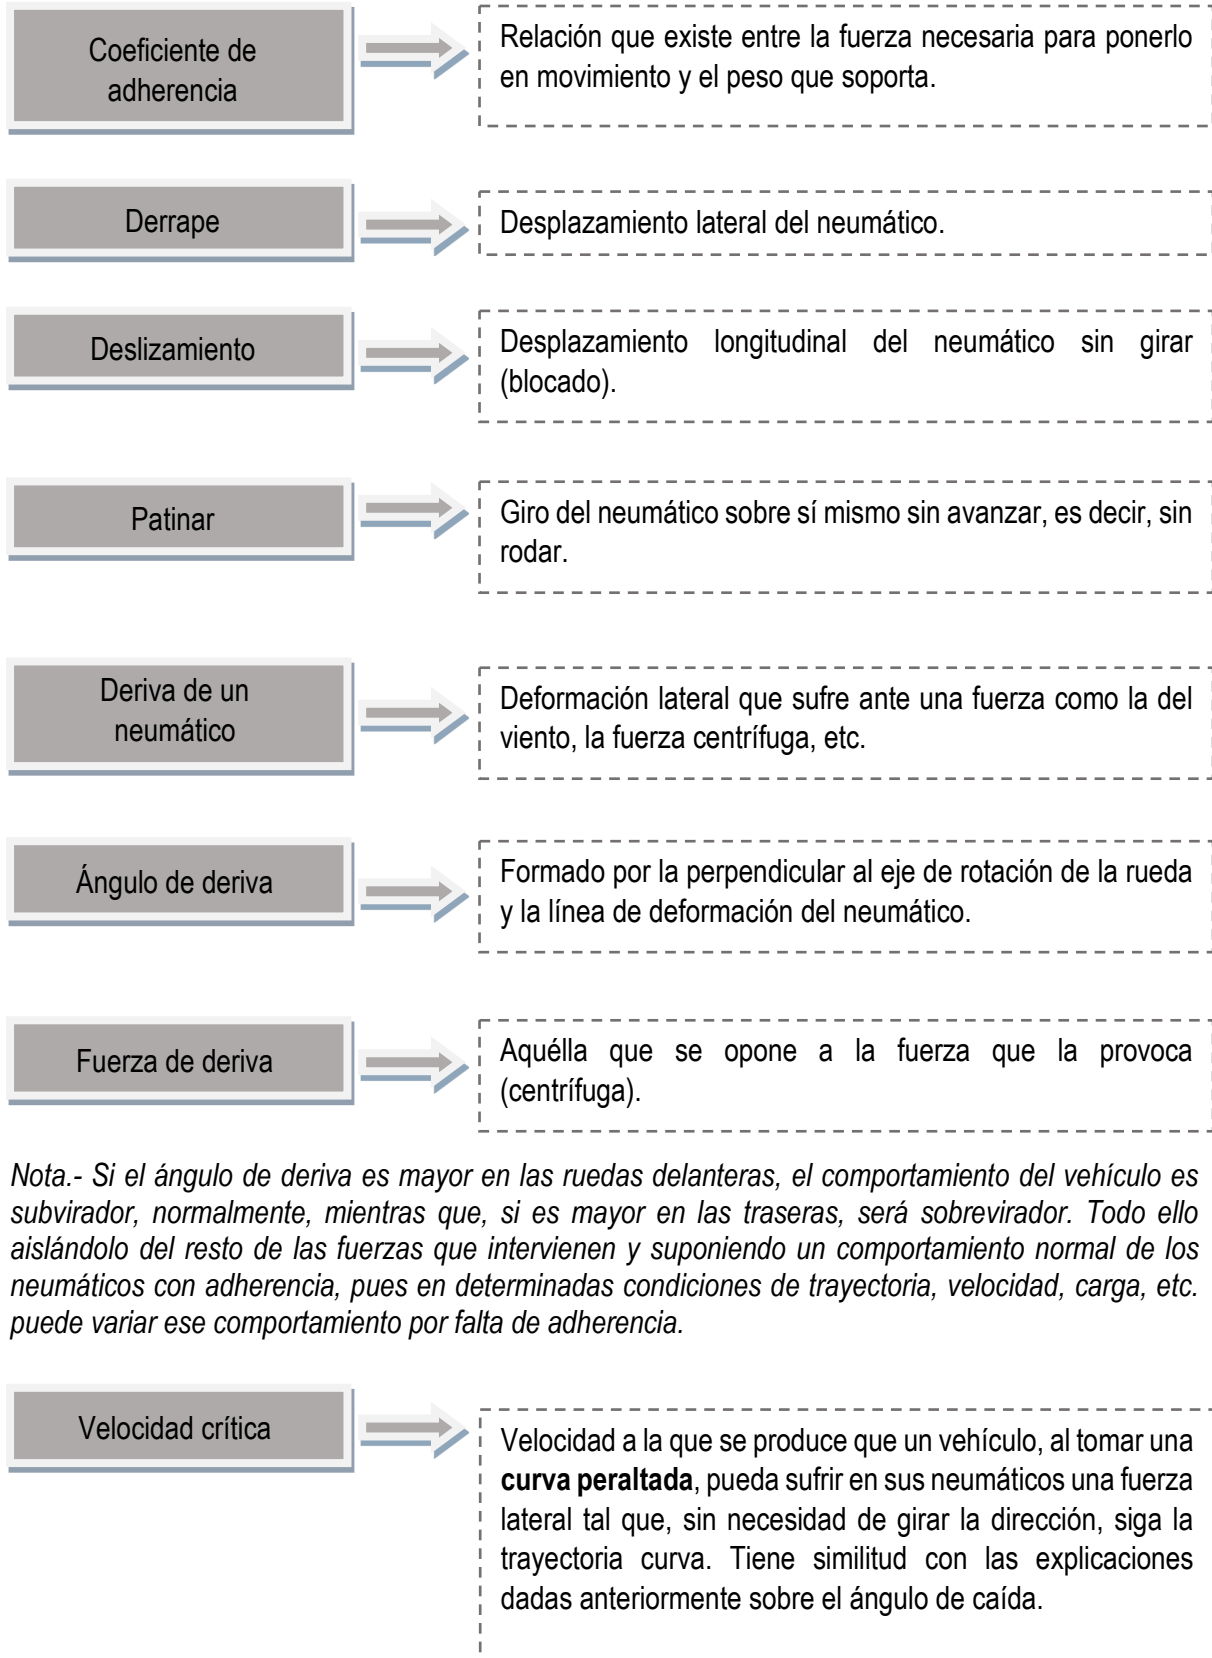 Coeficiente de
adherencia
Relación que existe entre la fuerza necesaria para ponerlo
en movimiento y el peso que soporta.
Derrape
Desplazamiento lateral del neumático.
Deslizamiento
Desplazamiento longitudinal del neumático sin girar
(blocado).
Patinar
Giro del neumático sobre sí mismo sin avanzar, es decir, sin
rodar.
Deriva de un
neumático
Deformación lateral que sufre ante una fuerza como la del
viento, la fuerza centrífuga, etc.
Ángulo de deriva
Formado por la perpendicular al eje de rotación de la rueda
y la línea de deformación del neumático.
Fuerza de deriva
Aquélla que se opone a la fuerza que la provoca
(centrífuga).
Nota.- Si el ángulo de deriva es mayor en las ruedas delanteras, el comportamiento del vehículo es
subvirador, normalmente, mientras que, si es mayor en las traseras, será sobrevirador. Todo ello
aislándolo del resto de las fuerzas que intervienen y suponiendo un comportamiento normal de los
neumáticos con adherencia, pues en determinadas condiciones de trayectoria, velocidad, carga, etc.
puede variar ese comportamiento por falta de adherencia.
Velocidad crítica
Velocidad a la que se produce que un vehículo, al tomar una
curva peraltada, pueda sufrir en sus neumáticos una fuerza
lateral tal que, sin necesidad de girar la dirección, siga la
trayectoria curva. Tiene similitud con las explicaciones
dadas anteriormente sobre el ángulo de caída.